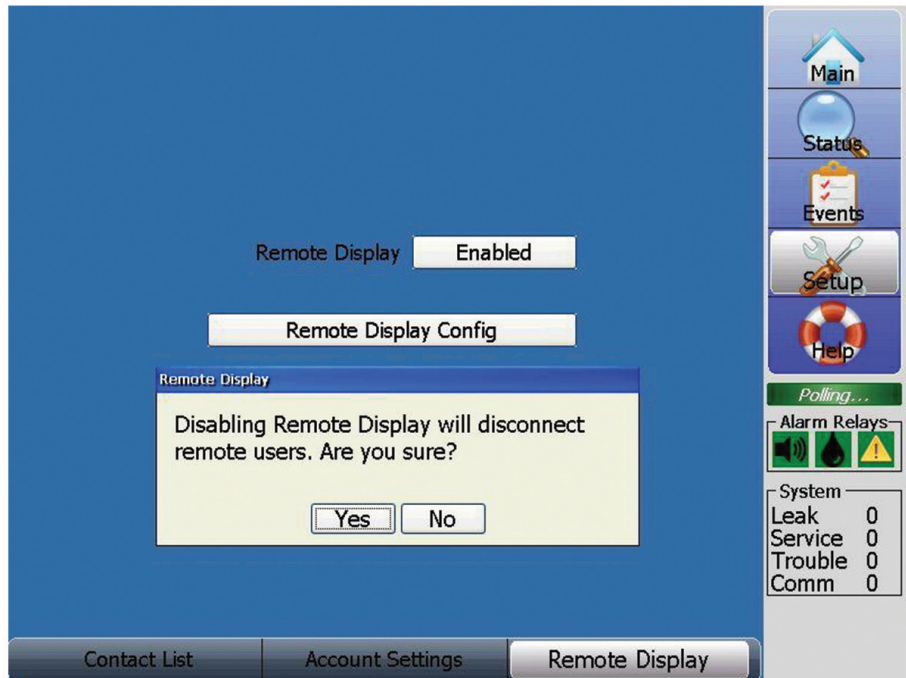 Remote Display
Enabled
Remote Display Config
Remote Display
Disabling Remote Display will disconnect
remote users. Are you sure?
Yes
No
Contact List
Account Settings
Remote Display
Main
Status
Events
Setup
Help
Polling...
Alarm Relays
System
Leak 0
Service 0
Trouble 0
Comm 0